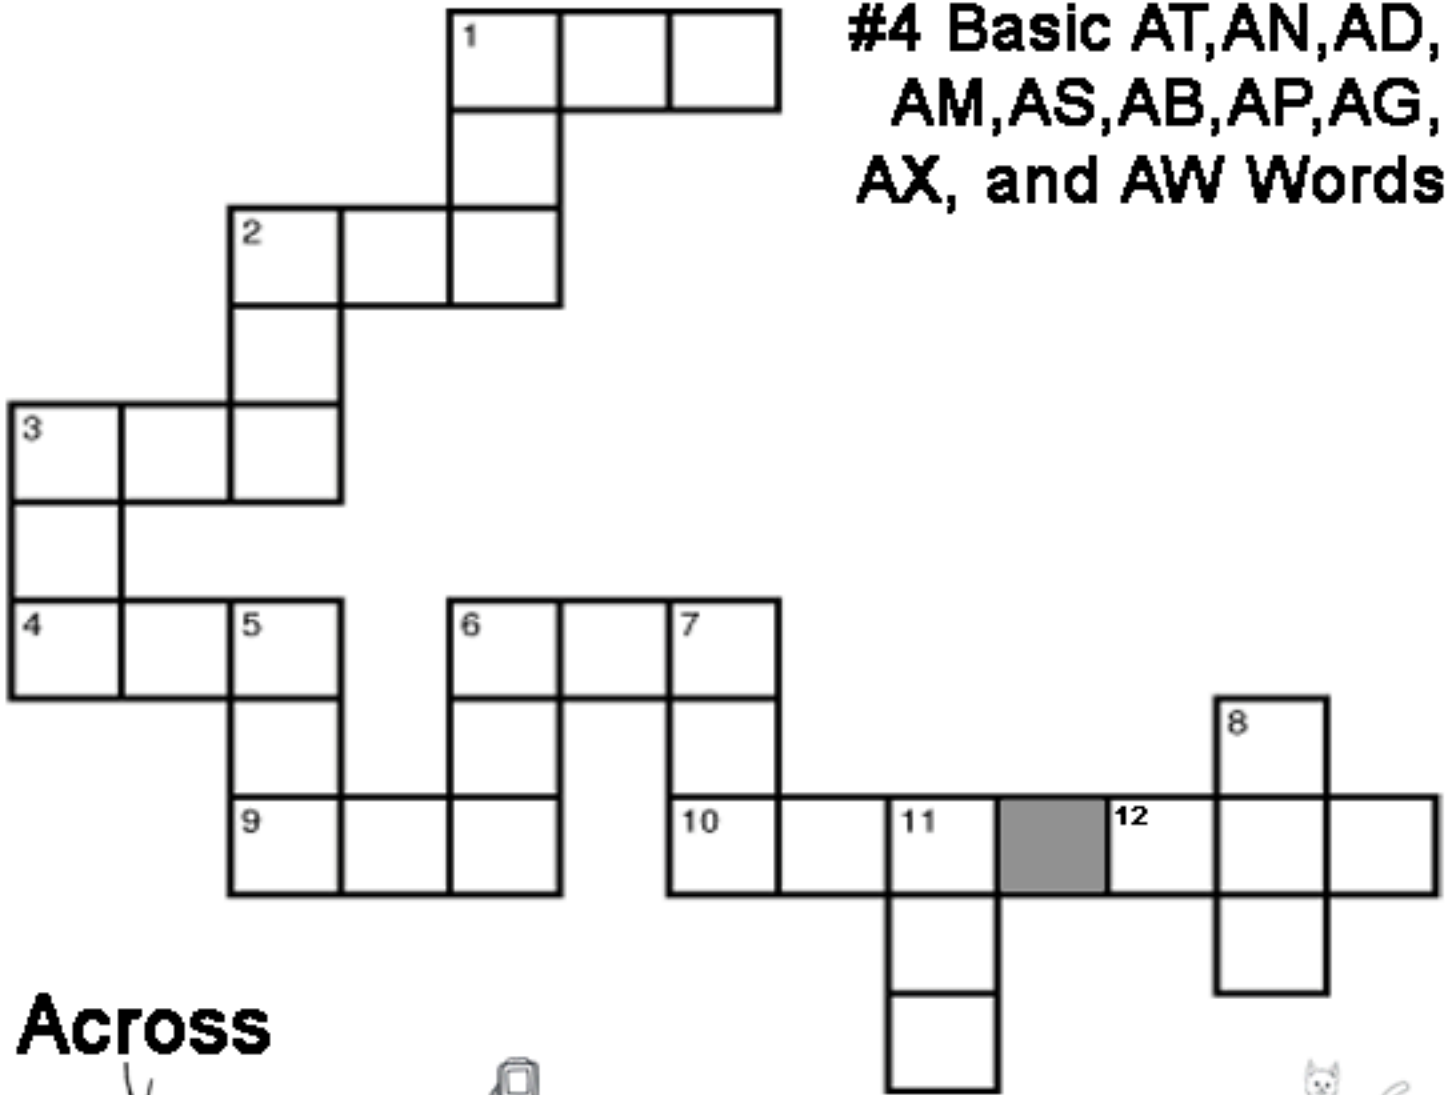 1
#4 Basic AT,AN,AD,
AM,AS,AB,AP,AG,
AX, and AW Words
2
3
4 5 6 7
8
9 10 11 12
Across